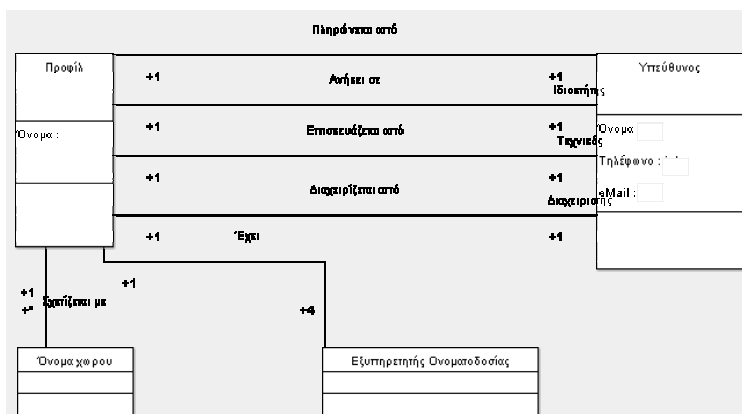 Πληρώνεται από
Προφίλ
Υπεύθυνος
+1 Ανήκει σε +1
Ιδιοκτήτης
+1 Επισκευάζεται από +1
Τεχνικός
Όνομα :
Όνομα
Τηλέφωνο :
+1 Διαχειρίζεται από +1
Διαχειριστής
eMail :
+1 Έχει +1
+1
+1 Σχετίζεται με
+*
+4
Όνομα χωρου
Εξυπηρετητής Ονοματοδοσίας